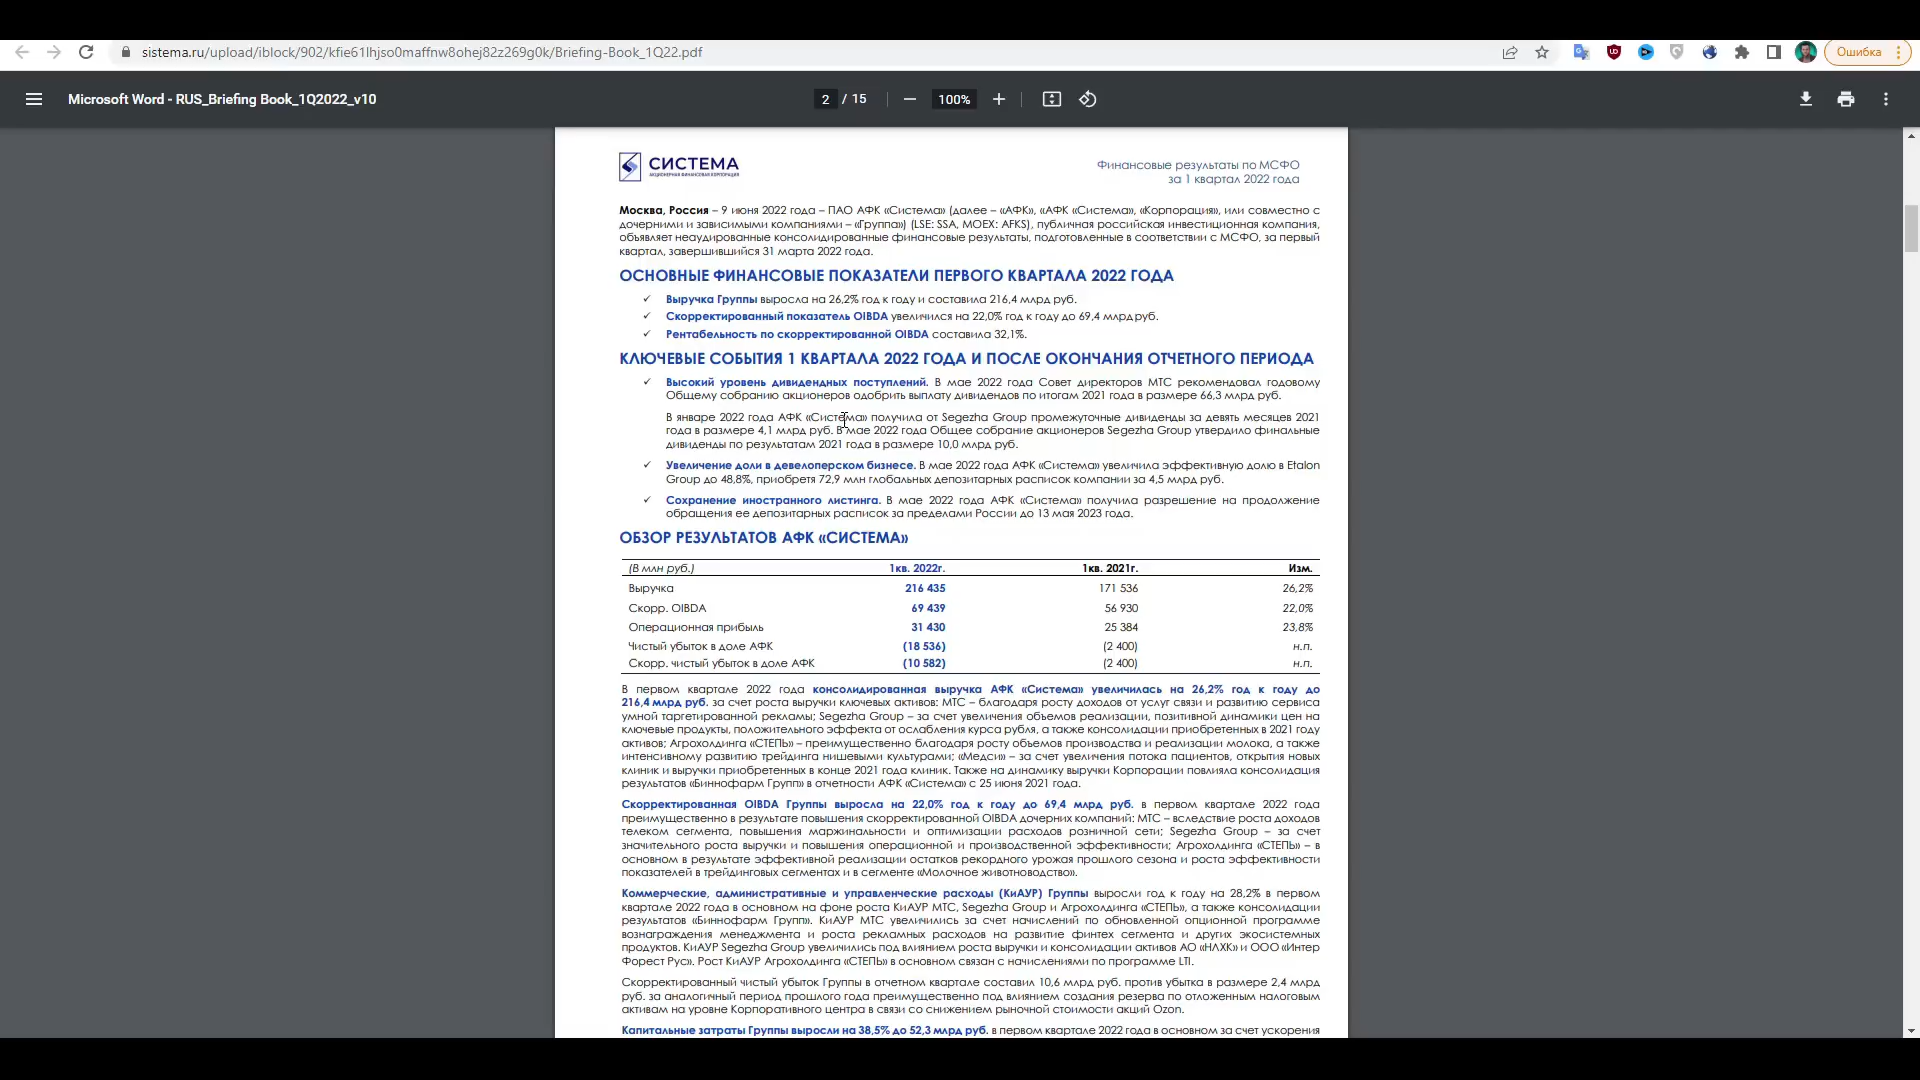 sistema.ru/upload/iblock/902/kfie61lhjso0maffnw8ohej82z269g0k/Briefing-Book_1Q22.pdf
Ошибка
Microsoft Word - RUS_Briefing Book_1Q2022_v10
2 / 15
100%
СИСТЕМА
АКЦИОНЕРНАЯ ФИНАНСОВАЯ КОРПОРАЦИЯ
Финансовые результаты по МСФО
за 1 квартал 2022 года
Москва, Россия – 9 июня 2022 года – ПАО АФК «Система» (далее – «АФК», «АФК «Система», «Корпорация», или совместно с
дочерними и зависимыми компаниями – «Группа») (LSE: SSA, MOEX: AFKS), публичная российская инвестиционная компания,
объявляет неаудированные консолидированные финансовые результаты, подготовленные в соответствии с МСФО, за первый
квартал, завершившийся 31 марта 2022 года.
ОСНОВНЫЕ ФИНАНСОВЫЕ ПОКАЗАТЕЛИ ПЕРВОГО КВАРТАЛА 2022 ГОДА
✓ Выручка Группы выросла на 26,2% год к году и составила 216,4 млрд руб.
✓ Скорректированный показатель OIBDA увеличился на 22,0% год к году до 69,4 млрд руб.
✓ Рентабельность по скорректированной OIBDA составила 32,1%.
КЛЮЧЕВЫЕ СОБЫТИЯ 1 КВАРТАЛА 2022 ГОДА И ПОСЛЕ ОКОНЧАНИЯ ОТЧЕТНОГО ПЕРИОДА
✓ Высокий уровень дивидендных поступлений. В мае 2022 года Совет директоров МТС рекомендовал годовому
Общему собранию акционеров одобрить выплату дивидендов по итогам 2021 года в размере 66,3 млрд руб.
В январе 2022 года АФК «Система» получила от Segezha Group промежуточные дивиденды за девять месяцев 2021
года в размере 4,1 млрд руб. В мае 2022 года Общее собрание акционеров Segezha Group утвердило финальные
дивиденды по результатам 2021 года в размере 10,0 млрд руб.
✓ Увеличение доли в девелоперском бизнесе. В мае 2022 года АФК «Система» увеличила эффективную долю в Etalon
Group до 48,8%, приобретя 72,9 млн глобальных депозитарных расписок компании за 4,5 млрд руб.
✓ Сохранение иностранного листинга. В мае 2022 года АФК «Система» получила разрешение на продолжение
обращения ее депозитарных расписок за пределами России до 13 мая 2023 года.
ОБЗОР РЕЗУЛЬТАТОВ АФК «СИСТЕМА»
(В млн руб.) 1кв. 2022г. 1кв. 2021г. Изм.
Выручка 216 435 171 536 26,2%
Скорр. OIBDA 69 439 56 930 22,0%
Операционная прибыль 31 430 25 384 23,8%
Чистый убыток в доле АФК (18 536) (2 400) н.п.
Скорр. чистый убыток в доле АФК (10 582) (2 400) н.п.
В первом квартале 2022 года консолидированная выручка АФК «Система» увеличилась на 26,2% год к году до
216,4 млрд руб. за счет роста выручки ключевых активов: МТС – благодаря росту доходов от услуг связи и развитию сервиса
умной таргетированной рекламы; Segezha Group – за счет увеличения объемов реализации, позитивной динамики цен на
ключевые продукты, положительного эффекта от ослабления курса рубля, а также консолидации приобретенных в 2021 году
активов; Агрохолдинга «СТЕПЬ» – преимущественно благодаря росту объемов производства и реализации молока, а также
интенсивному развитию трейдинга нишевыми культурами; «Медси» – за счет увеличения потока пациентов, открытия новых
клиник и выручки приобретенных в конце 2021 года клиник. Также на динамику выручки Корпорации повлияла консолидация
результатов «Биннофарм Групп» в отчетности АФК «Система» с 25 июня 2021 года.
Скорректированная OIBDA Группы выросла на 22,0% год к году до 69,4 млрд руб. в первом квартале 2022 года
преимущественно в результате повышения скорректированной OIBDA дочерних компаний: МТС – вследствие роста доходов
телеком сегмента, повышения маржинальности и оптимизации расходов розничной сети; Segezha Group – за счет
значительного роста выручки и повышения операционной и производственной эффективности; Агрохолдинга «СТЕПЬ» – в
основном в результате эффективной реализации остатков рекордного урожая прошлого сезона и роста эффективности
показателей в трейдинговых сегментах и в сегменте «Молочное животноводство».
Коммерческие, административные и управленческие расходы (КиАУР) Группы выросли год к году на 28,2% в первом
квартале 2022 года в основном на фоне роста КиАУР МТС, Segezha Group и Агрохолдинга «СТЕПЬ», а также консолидации
результатов «Биннофарм Групп». КиАУР МТС увеличились за счет начислений по обновленной опционной программе
вознаграждения менеджмента и роста рекламных расходов на развитие финтех сегмента и других экосистемных
продуктов. КиАУР Segezha Group увеличились под влиянием роста выручки и консолидации активов АО «НЛХК» и ООО «Интер
Форест Рус». Рост КиАУР Агрохолдинга «СТЕПЬ» в основном связан с начислениями по программе LTI.
Скорректированный чистый убыток Группы в отчетном квартале составил 10,6 млрд руб. против убытка в размере 2,4 млрд
руб. за аналогичный период прошлого года преимущественно под влиянием создания резерва по отложенным налоговым
активам на уровне Корпоративного центра в связи со снижением рыночной стоимости акций Ozon.
Капитальные затраты Группы выросли на 38,5% до 52,3 млрд руб. в первом квартале 2022 года в основном за счет ускорения